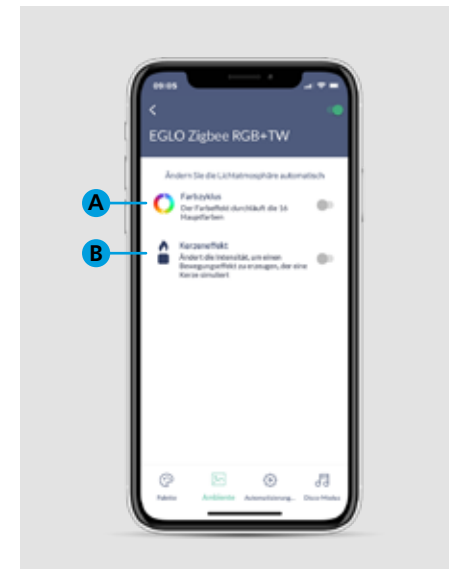 09:05
EGLO Zigbee RGB+TW
Ändern Sie die Lichtatmosphäre automatisch
A
Farbzyklus
Der Farbeffekt durchläuft die 16
Hauptfarben
B
Kerzeneffekt
Ändert die Intensität, um einen
Bewegungseffekt zu erzeugen, der eine
Kerze simuliert
Palette Ambiente Automatisierung... Disco Modus